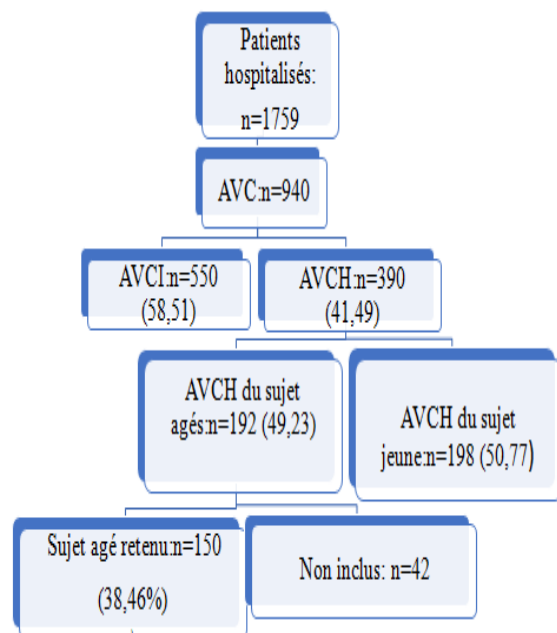 Patients
hospitalisés:
n=1759
AVC:n=940
AVCI:n=550
(58,51)
AVCH:n=390
(41,49)
AVCH du sujet
agés:n=192 (49,23)
AVCH du sujet
jeune:n=198 (50,77)
Sujet agé retenu:n=150
(38,46%)
Non inclus: n=42